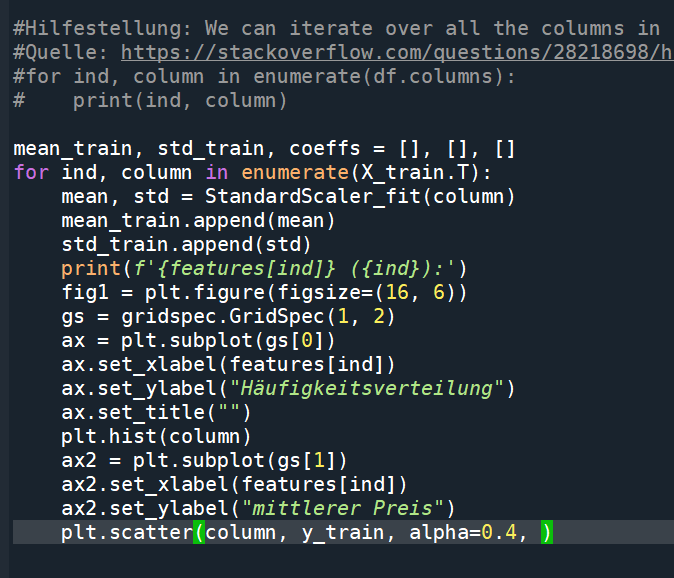 #Hilfestellung: We can iterate over all the columns in
#Quelle: https://stackoverflow.com/questions/28218698/h
#for ind, column in enumerate(df.columns):
#    print(ind, column)
mean_train, std_train, coeffs = [], [], []
for ind, column in enumerate(X_train.T):
    mean, std = StandardScaler_fit(column)
    mean_train.append(mean)
    std_train.append(std)
    print(f'{features[ind]} ({ind}):')
    fig1 = plt.figure(figsize=(16, 6))
    gs = gridspec.GridSpec(1, 2)
    ax = plt.subplot(gs[0])
    ax.set_xlabel(features[ind])
    ax.set_ylabel("Häufigkeitsverteilung")
    ax.set_title("")
    plt.hist(column)
    ax2 = plt.subplot(gs[1])
    ax2.set_xlabel(features[ind])
    ax2.set_ylabel("mittlerer Preis")
    plt.scatter(column, y_train, alpha=0.4, )